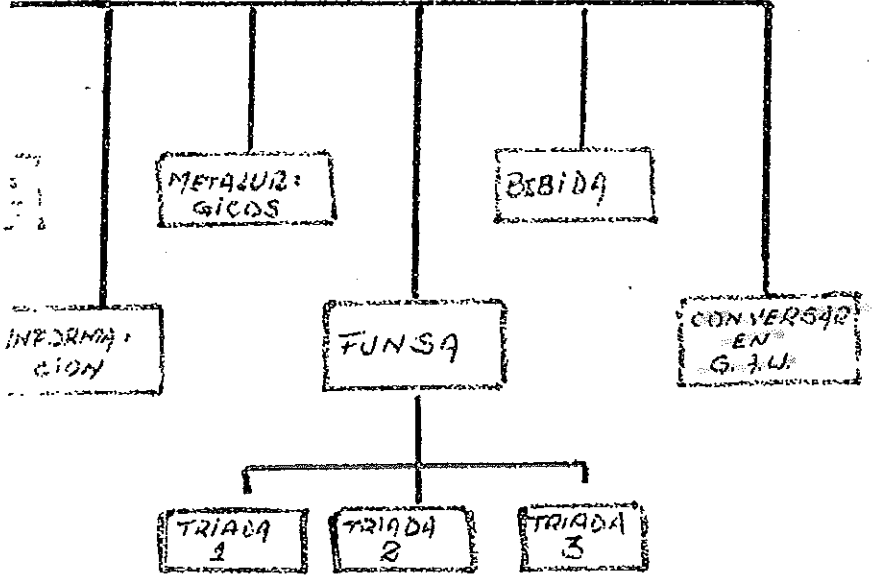 METALUR:
GICOS
BEBIDA
INFORMA:
CION
FUNSA
CONVERSAR
EN
G.A.U.
TRIADA
1
TRIADA
2
TRIADA
3